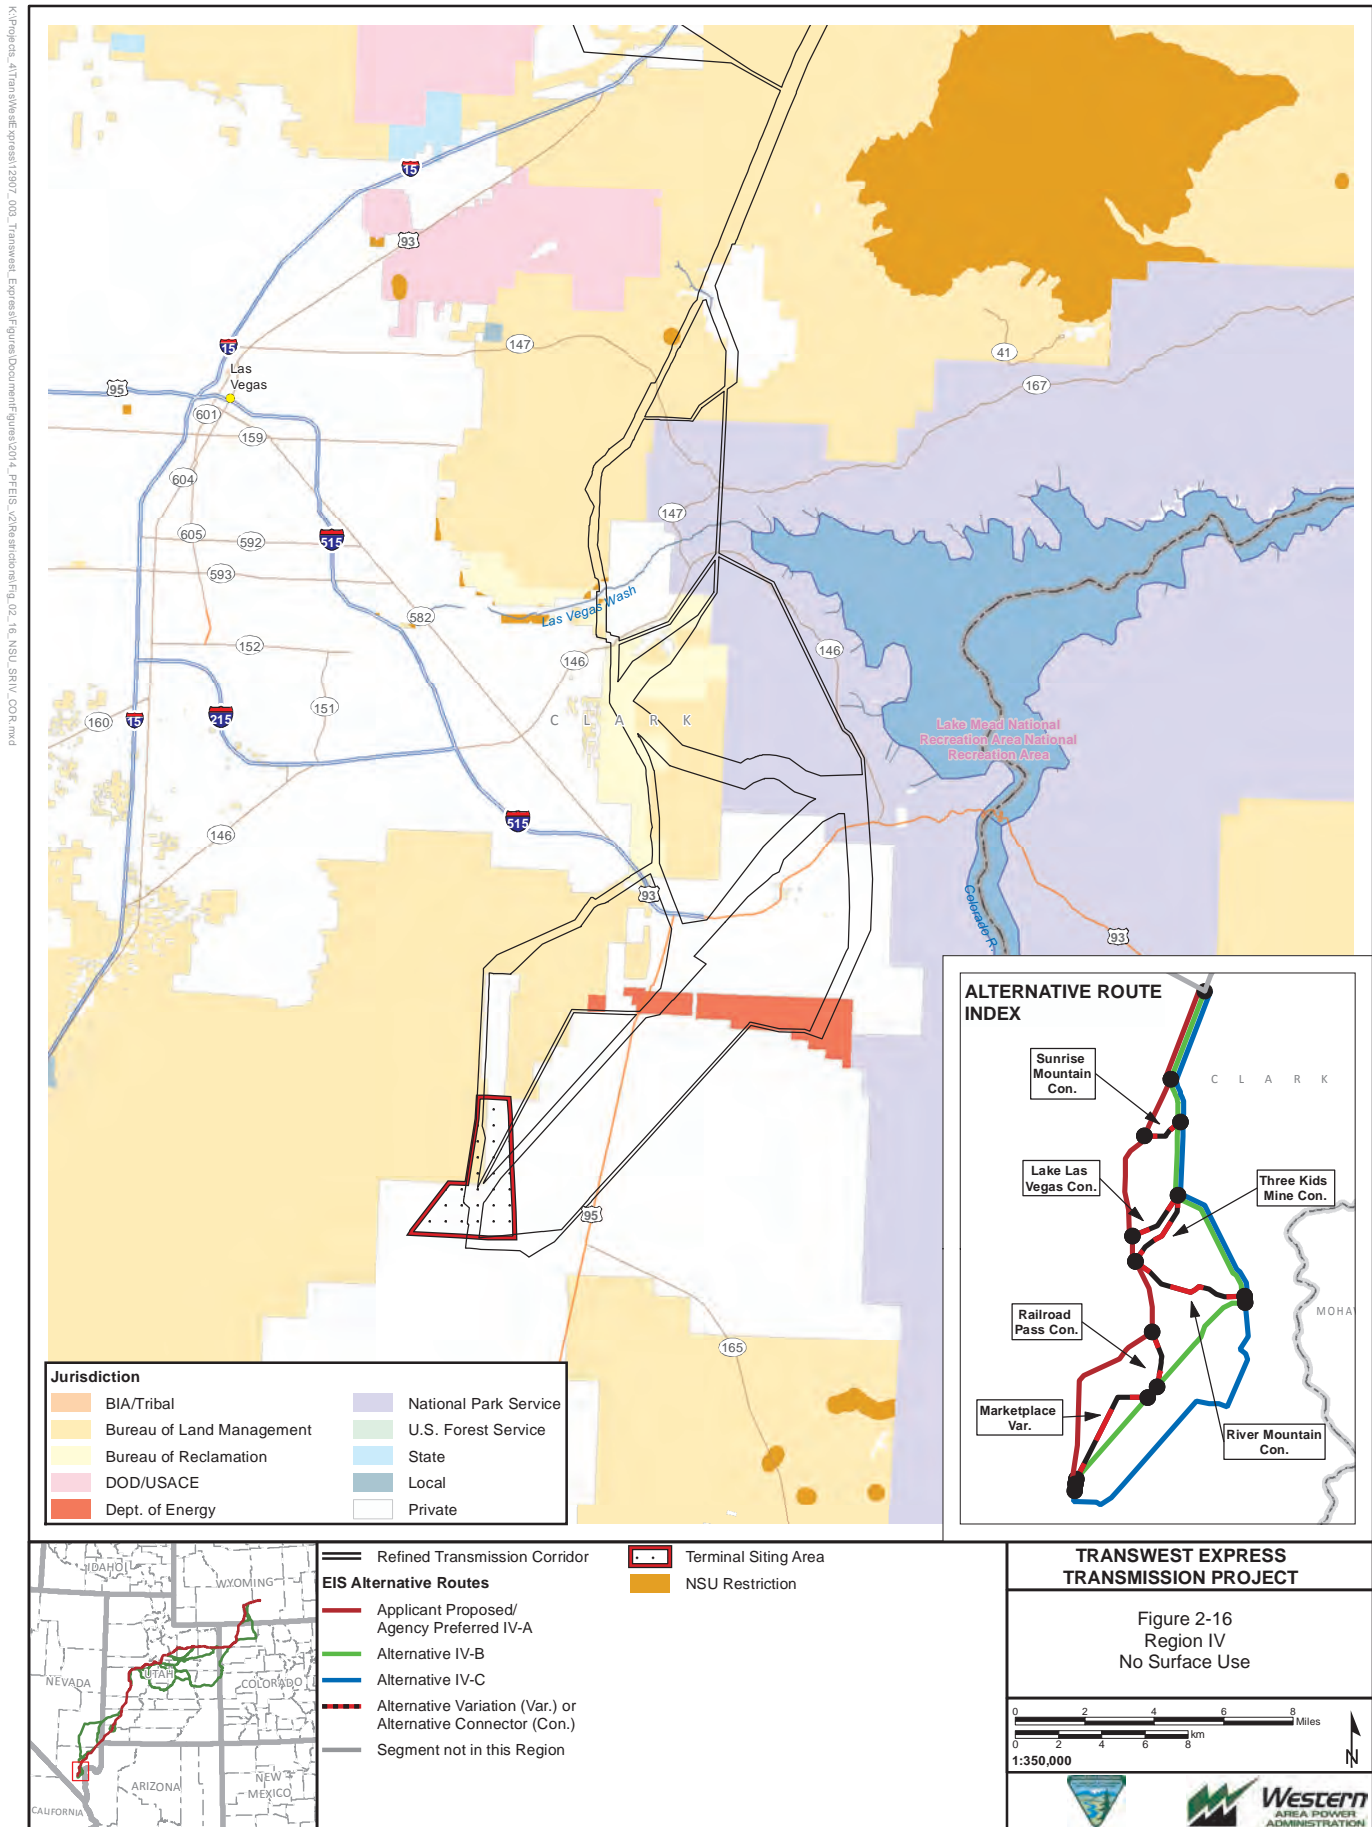 K:\Projects_4\TransWestExpress\12907_003_Transwest_Express\Figures\DocumentFigures\2014_PFEIS_v2\Restrictions\Fig_02_16_NSU_SRIV_COR.mxd
15
93
147
41
15
Las
Vegas
95
167
601
159
604
147
605
592
515
593
Las Vegas Wash
582
152
146
146
151
160
15
215
C L A R K
Lake Mead National
Recreation Area National
Recreation Area
515
146
93
Colorado R.
93
95
165
ALTERNATIVE ROUTE
INDEX
Sunrise
Mountain
Con.
C L A R K
Lake Las
Vegas Con.
Three Kids
Mine Con.
Railroad
Pass Con.
MOHAV
Marketplace
Var.
River Mountain
Con.
Jurisdiction
BIA/Tribal
Bureau of Land Management
Bureau of Reclamation
DOD/USACE
Dept. of Energy
National Park Service
U.S. Forest Service
State
Local
Private
IDAHO
WYOMING
NEVADA
UTAH
COLORADO
ARIZONA
NEW
MEXICO
CALIFORNIA
Refined Transmission Corridor
EIS Alternative Routes
Applicant Proposed/
Agency Preferred IV-A
Alternative IV-B
Alternative IV-C
Alternative Variation (Var.) or
Alternative Connector (Con.)
Segment not in this Region
Terminal Siting Area
NSU Restriction
TRANSWEST EXPRESS
TRANSMISSION PROJECT
Figure 2-16
Region IV
No Surface Use
0 2 4 6 8
Miles
km
0 2 4 6 8
1:350,000
N
Western
AREA POWER
ADMINISTRATION